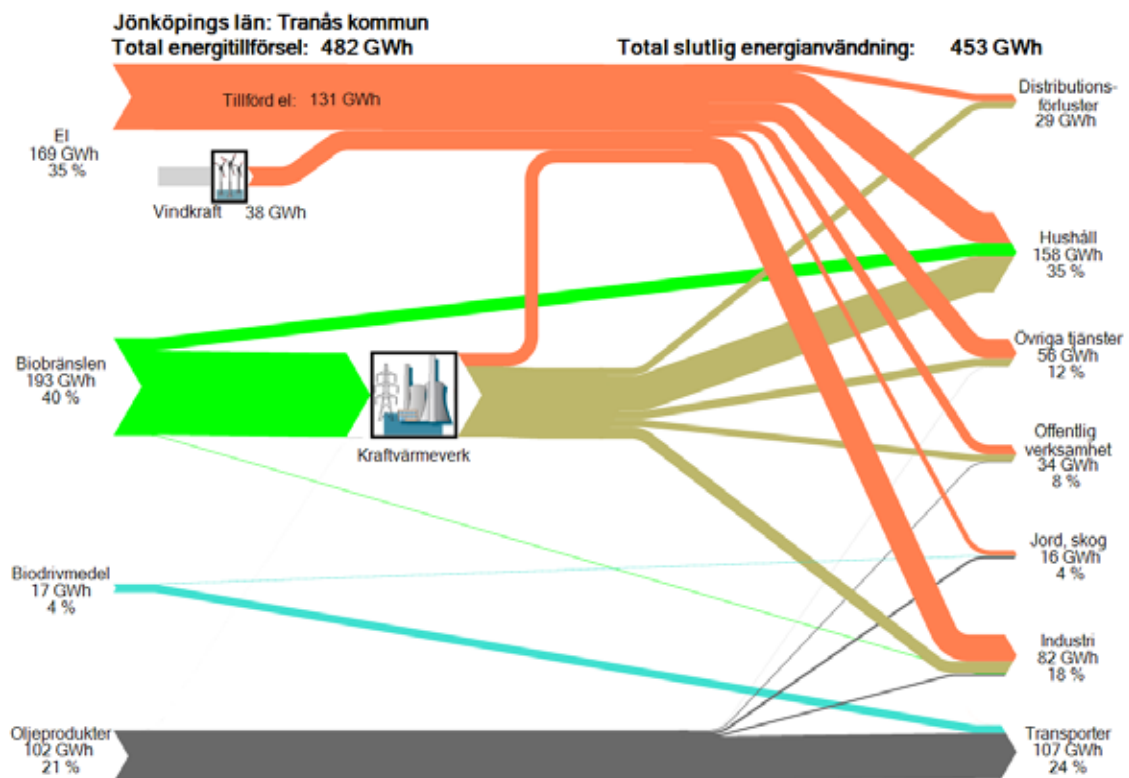 Jönköpings län: Tranås kommun
Total energitillförsel: 482 GWh
Total slutlig energianvändning: 453 GWh
Tillförd el: 131 GWh
El
169 GWh
35 %
Vindkraft 38 GWh
Biobränslen
193 GWh
40 %
Kraftvärmeverk
Biodrivmedel
17 GWh
4 %
Oljeprodukter
102 GWh
21 %
Distributions-
förluster
29 GWh
Hushåll
158 GWh
35 %
Övriga tjänster
56 GWh
12 %
Offentlig
verksamhet
34 GWh
8 %
Jord, skog
16 GWh
4 %
Industri
82 GWh
18 %
Transporter
107 GWh
24 %